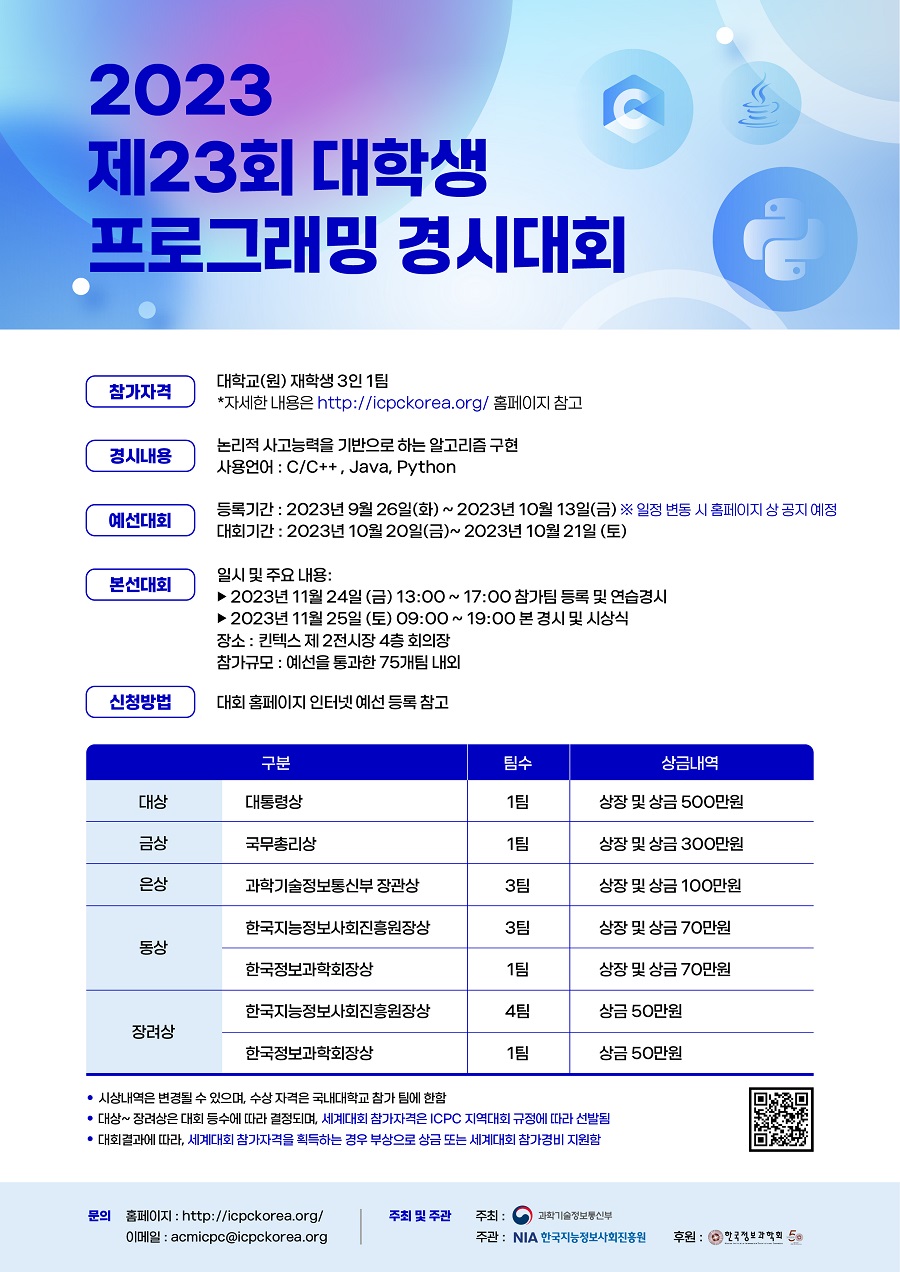 2023
제23회 대학생
프로그래밍 경시대회
C
참가자격
대학교(원) 재학생 3인 1팀
*자세한 내용은 http://icpckorea.org/ 홈페이지 참고
경시내용
논리적 사고능력을 기반으로 하는 알고리즘 구현
사용언어 : C/C++ , Java, Python
예선대회
등록기간 : 2023년 9월 26일(화) ~ 2023년 10월 13일(금) ※ 일정 변동 시 홈페이지 상 공지 예정
대회기간 : 2023년 10월 20일(금)~ 2023년 10월 21일 (토)
본선대회
일시 및 주요 내용:
▶ 2023년 11월 24일 (금) 13:00 ~ 17:00 참가팀 등록 및 연습경시
▶ 2023년 11월 25일 (토) 09:00 ~ 19:00 본 경시 및 시상식
장소 : 킨텍스 제 2전시장 4층 회의장
참가규모 : 예선을 통과한 75개팀 내외
신청방법
대회 홈페이지 인터넷 예선 등록 참고
구분 팀수 상금내역
대상 대통령상 1팀 상장 및 상금 500만원
금상 국무총리상 1팀 상장 및 상금 300만원
은상 과학기술정보통신부 장관상 3팀 상장 및 상금 100만원
동상 한국지능정보사회진흥원장상 3팀 상장 및 상금 70만원
한국정보과학회장상 1팀 상장 및 상금 70만원
장려상 한국지능정보사회진흥원장상 4팀 상금 50만원
한국정보과학회장상 1팀 상금 50만원
• 시상내역은 변경될 수 있으며, 수상 자격은 국내대학교 참가 팀에 한함
• 대상~ 장려상은 대회 등수에 따라 결정되며, 세계대회 참가자격은 ICPC 지역대회 규정에 따라 선발됨
• 대회결과에 따라, 세계대회 참가자격을 획득하는 경우 부상으로 상금 또는 세계대회 참가경비 지원함
문의 홈페이지 : http://icpckorea.org/
이메일 : acmicpc@icpckorea.org
주최 및 주관 주최 : 과학기술정보통신부
주관 : NIA 한국지능정보사회진흥원 후원 : 한국정보과학회